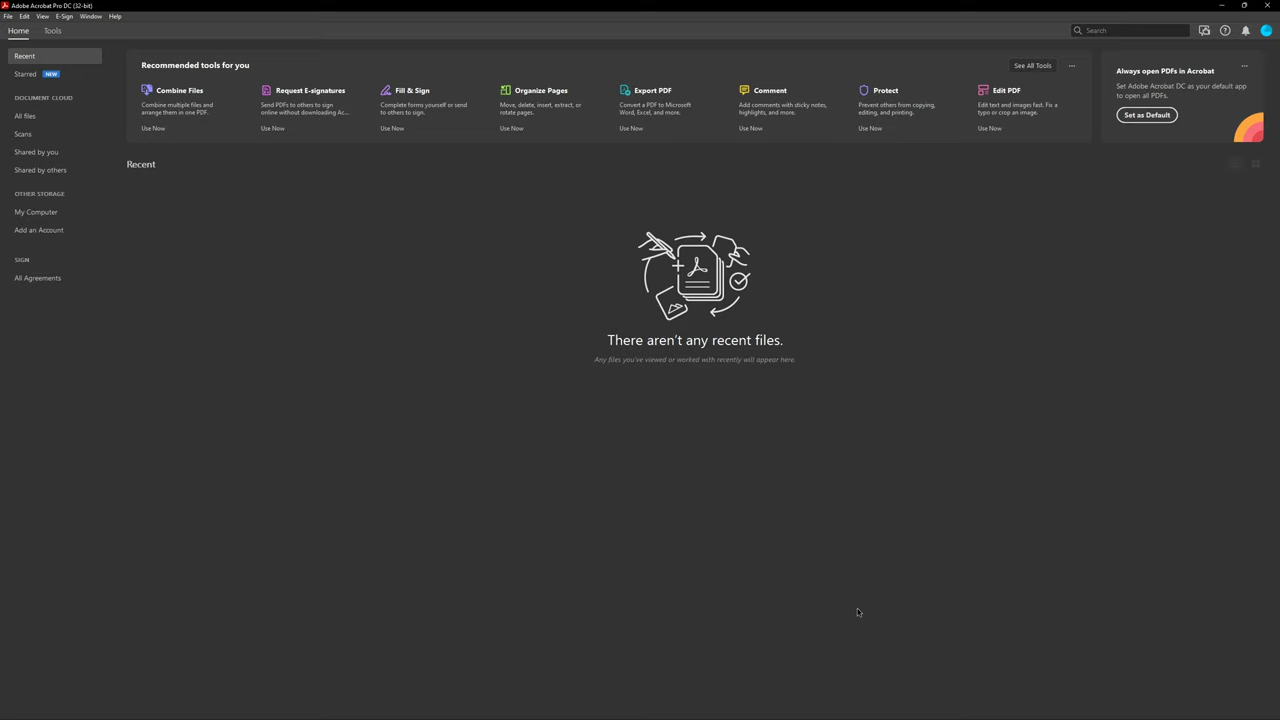 Adobe Acrobat Pro DC (32-bit)
File Edit View E-Sign Window Help
Home Tools
Search
Recent
Starred NEW
DOCUMENT CLOUD
All files
Scans
Shared by you
Shared by others
OTHER STORAGE
My Computer
Add an Account
SIGN
All Agreements
Recommended tools for you
See All Tools
Combine Files
Combine multiple files and
arrange them in one PDF.
Use Now
Request E-signatures
Send PDFs to others to sign
online without downloading Ac...
Use Now
Fill & Sign
Complete forms yourself or send
to others to sign.
Use Now
Organize Pages
Move, delete, insert, extract, or
rotate pages.
Use Now
Export PDF
Convert a PDF to Microsoft
Word, Excel, and more.
Use Now
Comment
Add comments with sticky notes,
highlights, and more.
Use Now
Protect
Prevent others from copying,
editing, and printing.
Use Now
Edit PDF
Edit text and images fast. Fix a
typo or crop an image.
Use Now
Always open PDFs in Acrobat
Set Adobe Acrobat DC as your default app
to open all PDFs.
Set as Default
Recent
There aren't any recent files.
Any files you've viewed or worked with recently will appear here.